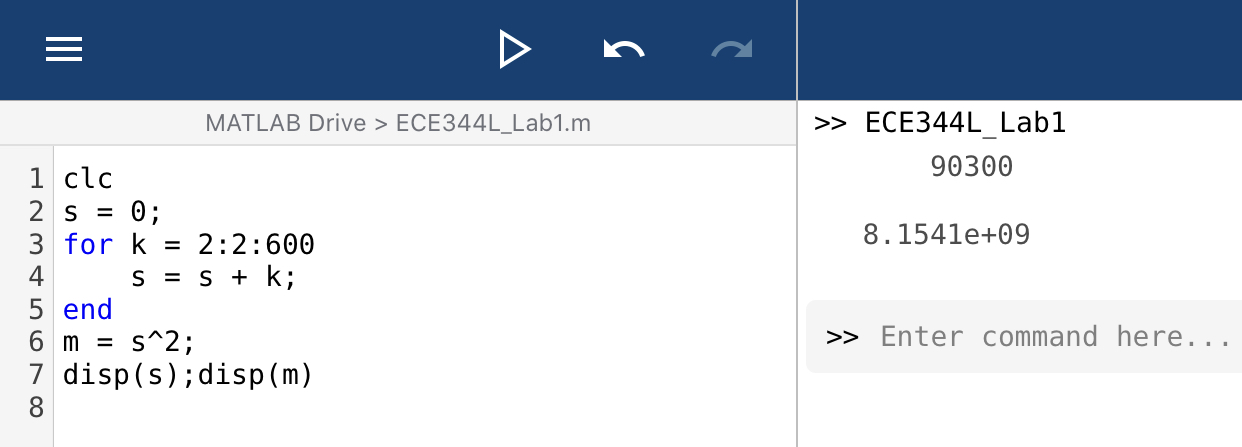 MATLAB Drive > ECE344L_Lab1.m
1 clc
2 s = 0;
3 for k = 2:2:600
4     s = s + k;
5 end
6 m = s^2;
7 disp(s);disp(m)
8
>> ECE344L_Lab1
90300
8.1541e+09
>> Enter command here...